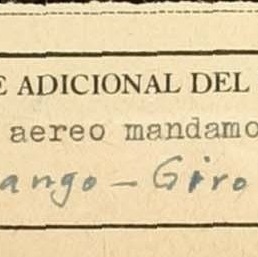 E ADICIONAL DEL
aereo mandamo
ango - Giro